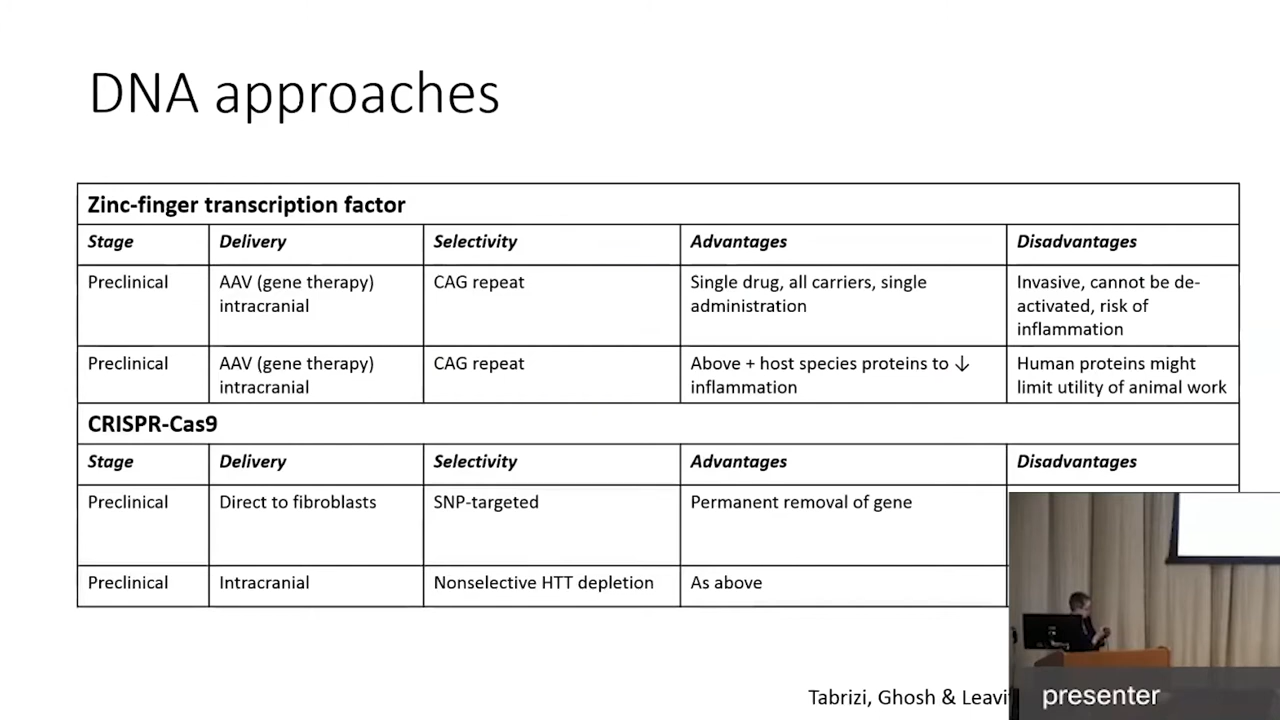 DNA approaches
Zinc-finger transcription factor
Stage Delivery Selectivity Advantages Disadvantages
Preclinical AAV (gene therapy) intracranial CAG repeat Single drug, all carriers, single administration Invasive, cannot be de-activated, risk of inflammation
Preclinical AAV (gene therapy) intracranial CAG repeat Above + host species proteins to ↓ inflammation Human proteins might limit utility of animal work
CRISPR-Cas9
Stage Delivery Selectivity Advantages Disadvantages
Preclinical Direct to fibroblasts SNP-targeted Permanent removal of gene
Preclinical Intracranial Nonselective HTT depletion As above
Tabrizi, Ghosh &
presenter